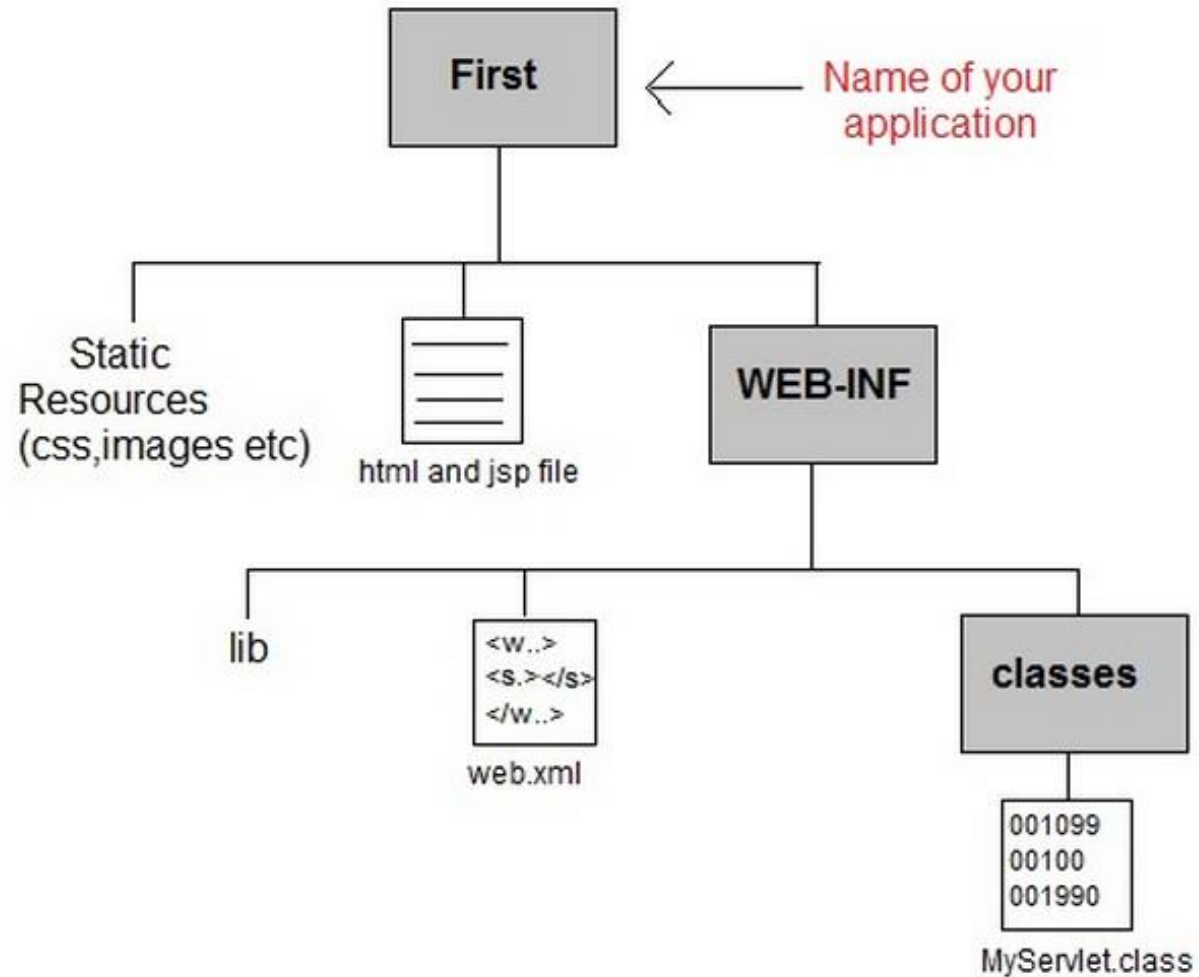 First
Name of your
application
Static
Resources
(css,images etc)
html and jsp file
WEB-INF
lib
<w..>
<s.></s>
</w..>
web.xml
classes
001099
00100
001990
MyServlet.class